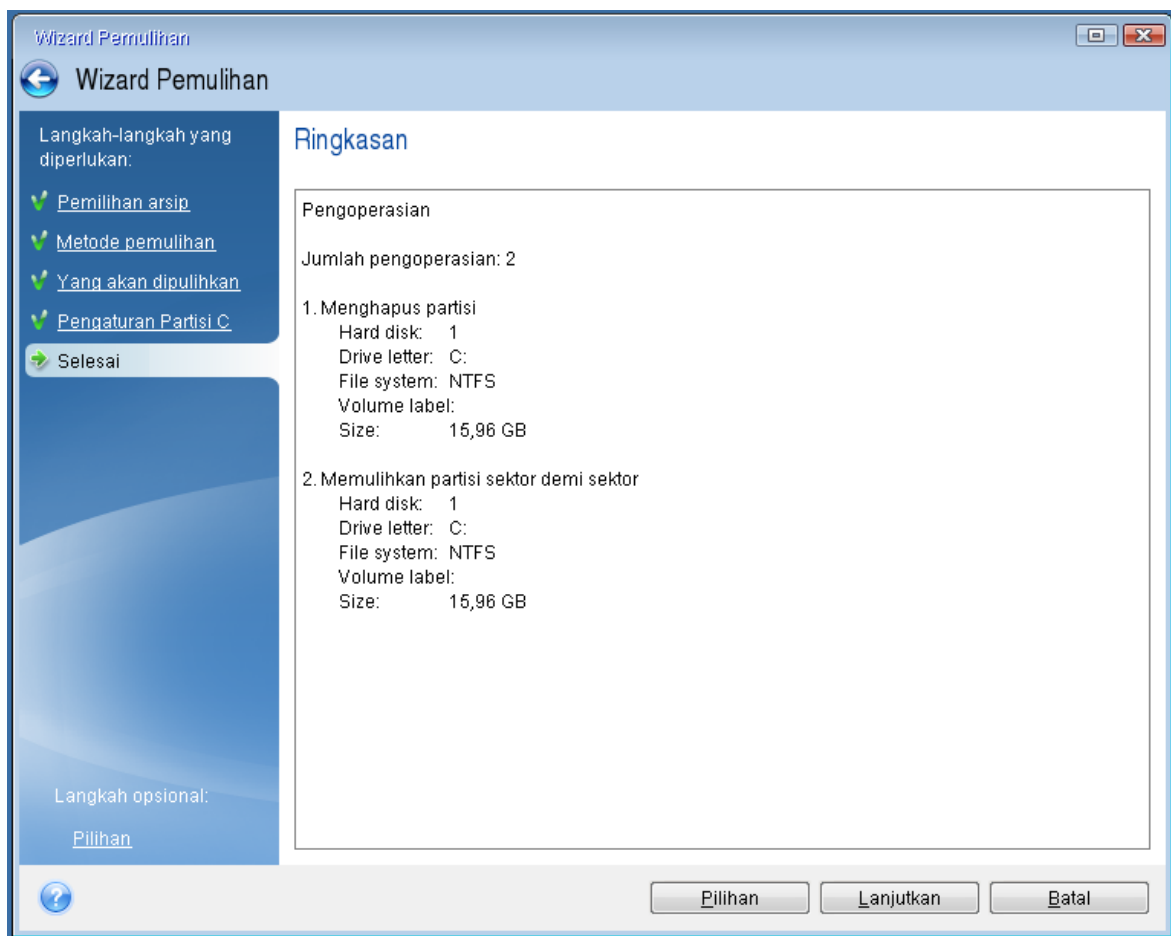 Wizard Pemulihan
Wizard Pemulihan
Langkah-langkah yang
diperlukan:
Pemilihan arsip
Metode pemulihan
Yang akan dipulihkan
Pengaturan Partisi C
Selesai
Langkah opsional:
Pilihan
Ringkasan
Pengoperasian
Jumlah pengoperasian: 2
1. Menghapus partisi
Hard disk: 1
Drive letter: C:
File system: NTFS
Volume label:
Size: 15,96 GB
2. Memulihkan partisi sektor demi sektor
Hard disk: 1
Drive letter: C:
File system: NTFS
Volume label:
Size: 15,96 GB
? Pilihan Lanjutkan Batal